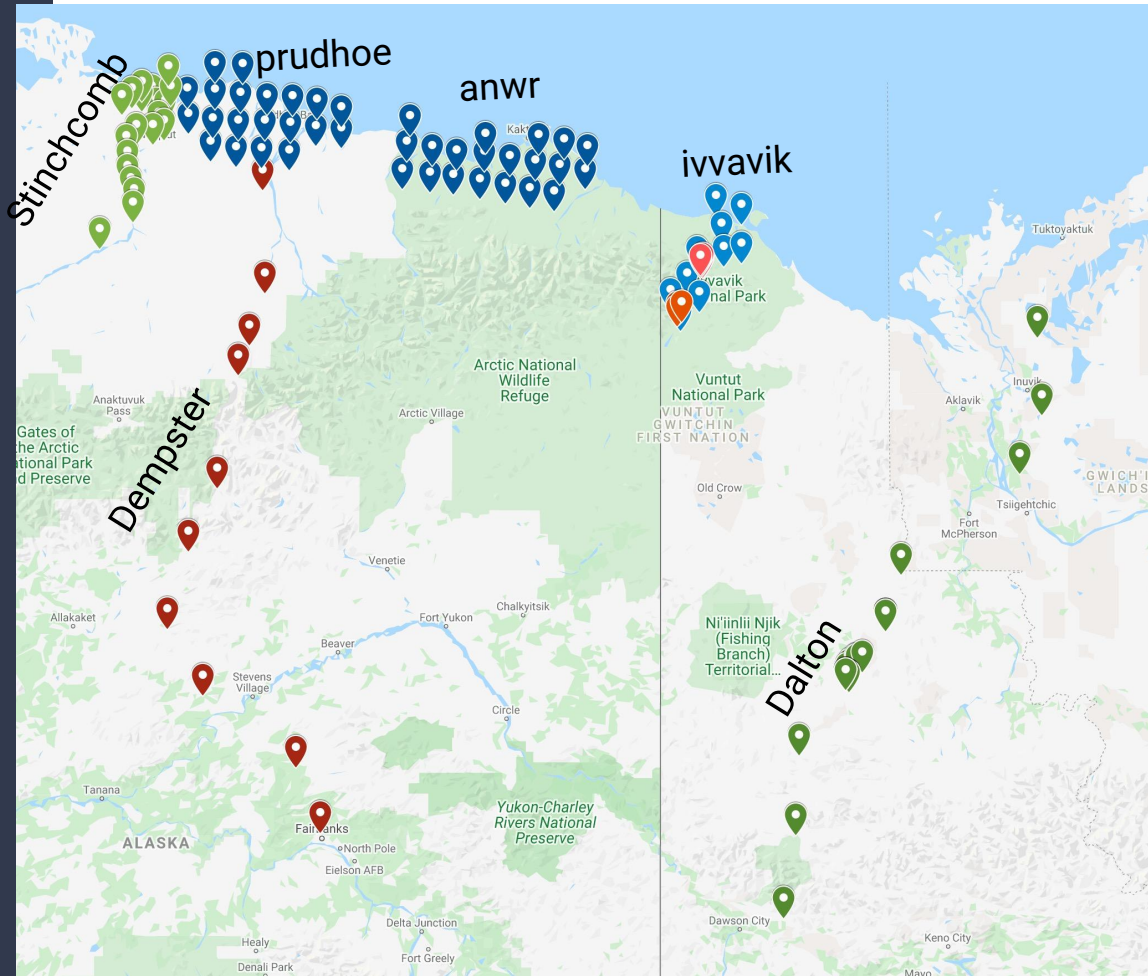 Stinchcomb
prudhoe
anwr
ivvavik
Tuktoyaktuk
nal Park
Arctic National
Wildlife
Refuge
Vuntut
National Park
VUNTUT
GWITCHIN
FIRST NATION
Anaktuvuk
Pass
Arctic Village
Inuvik
Aklavik
Gates of
the Arctic
ational Park
d Preserve
Dempster
Old Crow
GWICH'I
LANDS
Tsiigehtchic
Fort
McPherson
Venetie
Chalkyitsik
Allakaket
Fort Yukon
Beaver
Ni'iinlii Njik
(Fishing
Branch)
Territorial...
Dalton
Stevens
Village
Circle
Tanana
Yukon-Charley
Rivers National
Preserve
ALASKA
North Pole
Eielson AFB
Dawson City
Delta Junction
Keno City
Healy
Fort Greely
Denali Park
Mayo